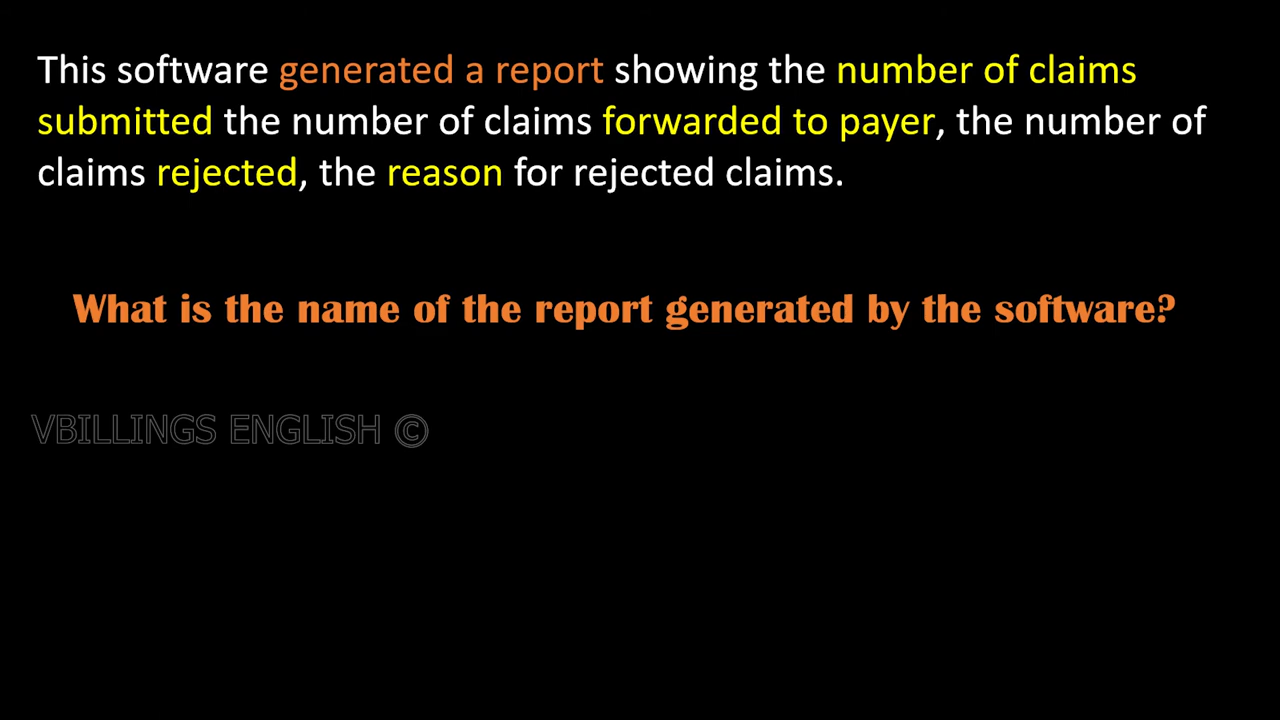 This software generated a report showing the number of claims
submitted the number of claims forwarded to payer, the number of
claims rejected, the reason for rejected claims.
What is the name of the report generated by the software?
VBILLINGS ENGLISH ©